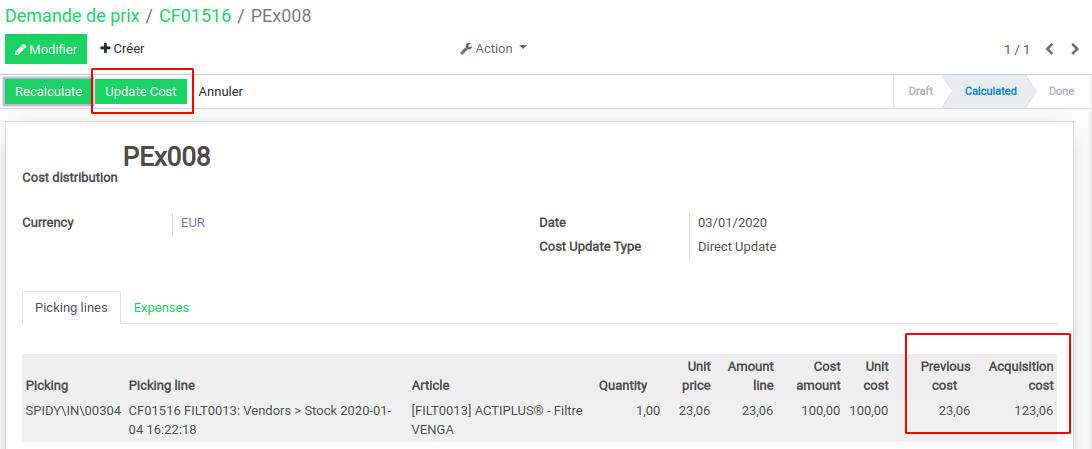 Demande de prix / CF01516 / PEx008
Modifier Créer Action 1 / 1
Recalculate Update Cost Annuler Draft Calculated Done
PEx008
Cost distribution
Currency EUR Date 03/01/2020
Cost Update Type Direct Update
Picking lines Expenses
Unit Amount Cost Unit Previous Acquisition
Picking Picking line Article Quantity price line amount cost cost cost
SPIDY\IN\00304 CF01516 FILT0013: Vendors > Stock 2020-01- [FILT0013] ACTIPLUS® - Filtre 1,00 23,06 23,06 100,00 100,00 23,06 123,06
04 16:22:18 VENGA